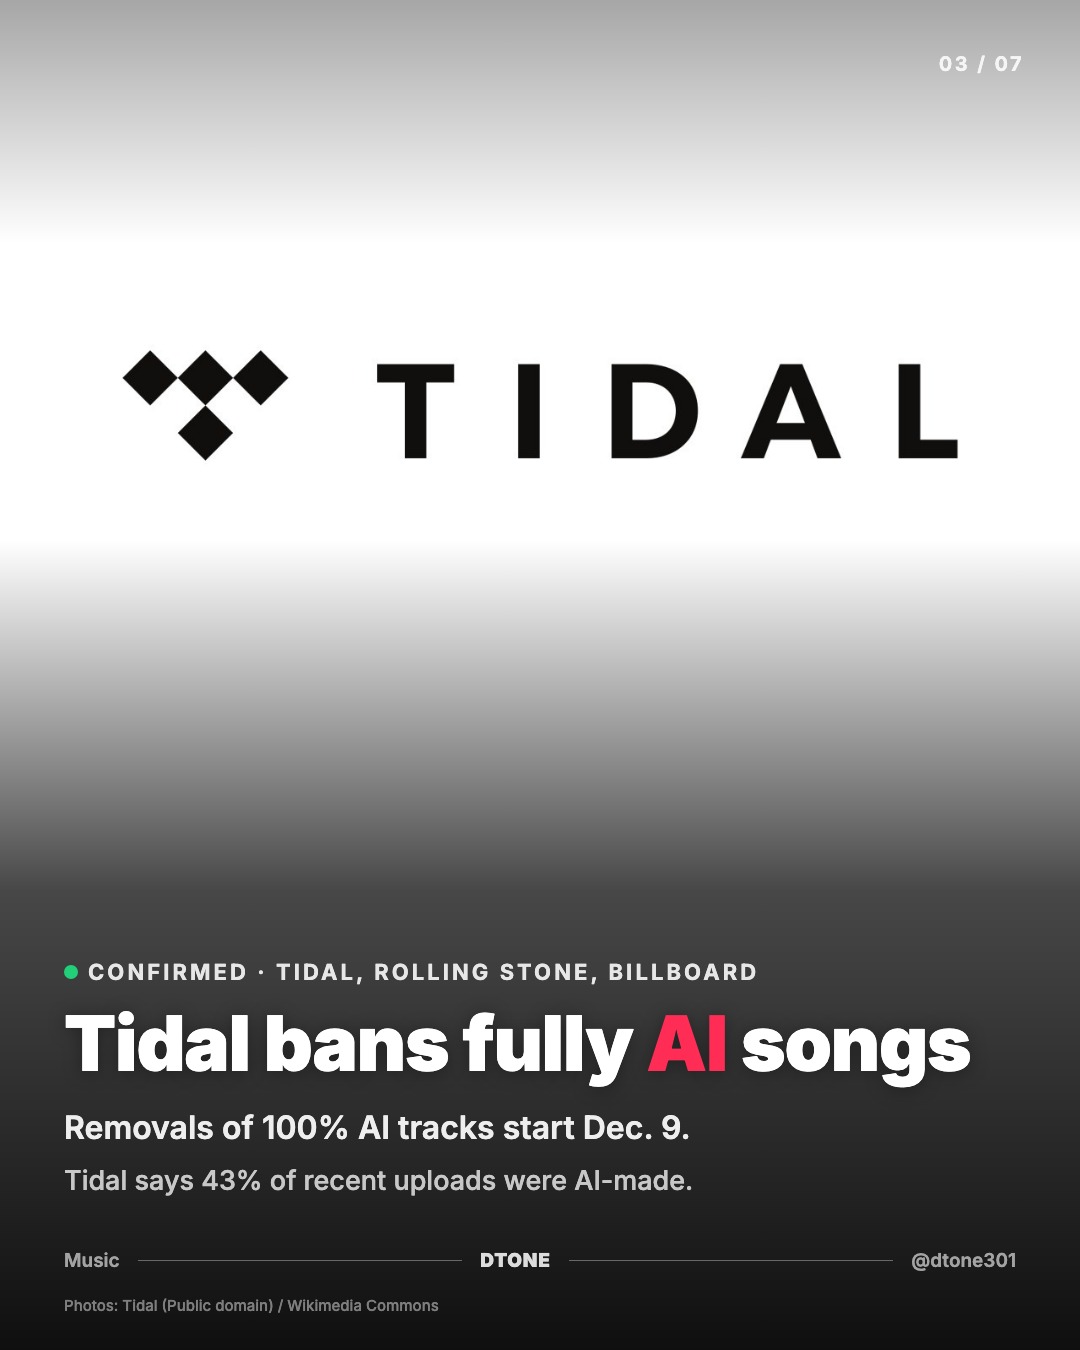 03 / 07
TIDAL
CONFIRMED · TIDAL, ROLLING STONE, BILLBOARD
Tidal bans fully AI songs
Removals of 100% AI tracks start Dec. 9.
Tidal says 43% of recent uploads were AI-made.
Music DTONE @dtone301
Photos: Tidal (Public domain) / Wikimedia Commons